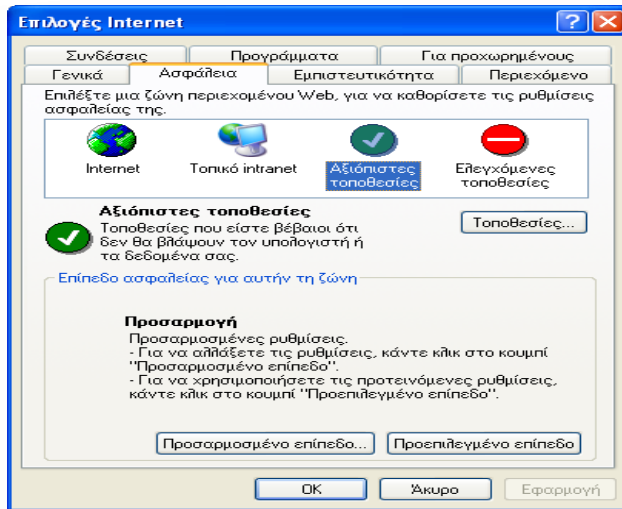 Επιλογές Internet
Συνδέσεις Προγράμματα Για προχωρημένους
Γενικά Ασφάλεια Εμπιστευτικότητα Περιεχόμενο
Επιλέξτε μια ζώνη περιεχομένου Web, για να καθορίσετε τις ρυθμίσεις
ασφαλείας της.
Internet Τοπικό intranet Αξιόπιστες τοποθεσίες Ελεγχόμενες τοποθεσίες
Αξιόπιστες τοποθεσίες
Τοποθεσίες που είστε βέβαιοι ότι
δεν θα βλάψουν τον υπολογιστή ή
τα δεδομένα σας.
Τοποθεσίες...
Επίπεδο ασφαλείας για αυτήν τη ζώνη
Προσαρμογή
Προσαρμοσμένες ρυθμίσεις.
- Για να αλλάξετε τις ρυθμίσεις, κάντε κλικ στο κουμπί
"Προσαρμοσμένο επίπεδο".
- Για να χρησιμοποιήσετε τις προτεινόμενες ρυθμίσεις,
κάντε κλικ στο κουμπί "Προεπιλεγμένο επίπεδο".
Προσαρμοσμένο επίπεδο... Προεπιλεγμένο επίπεδο
OK Άκυρο Εφαρμογή